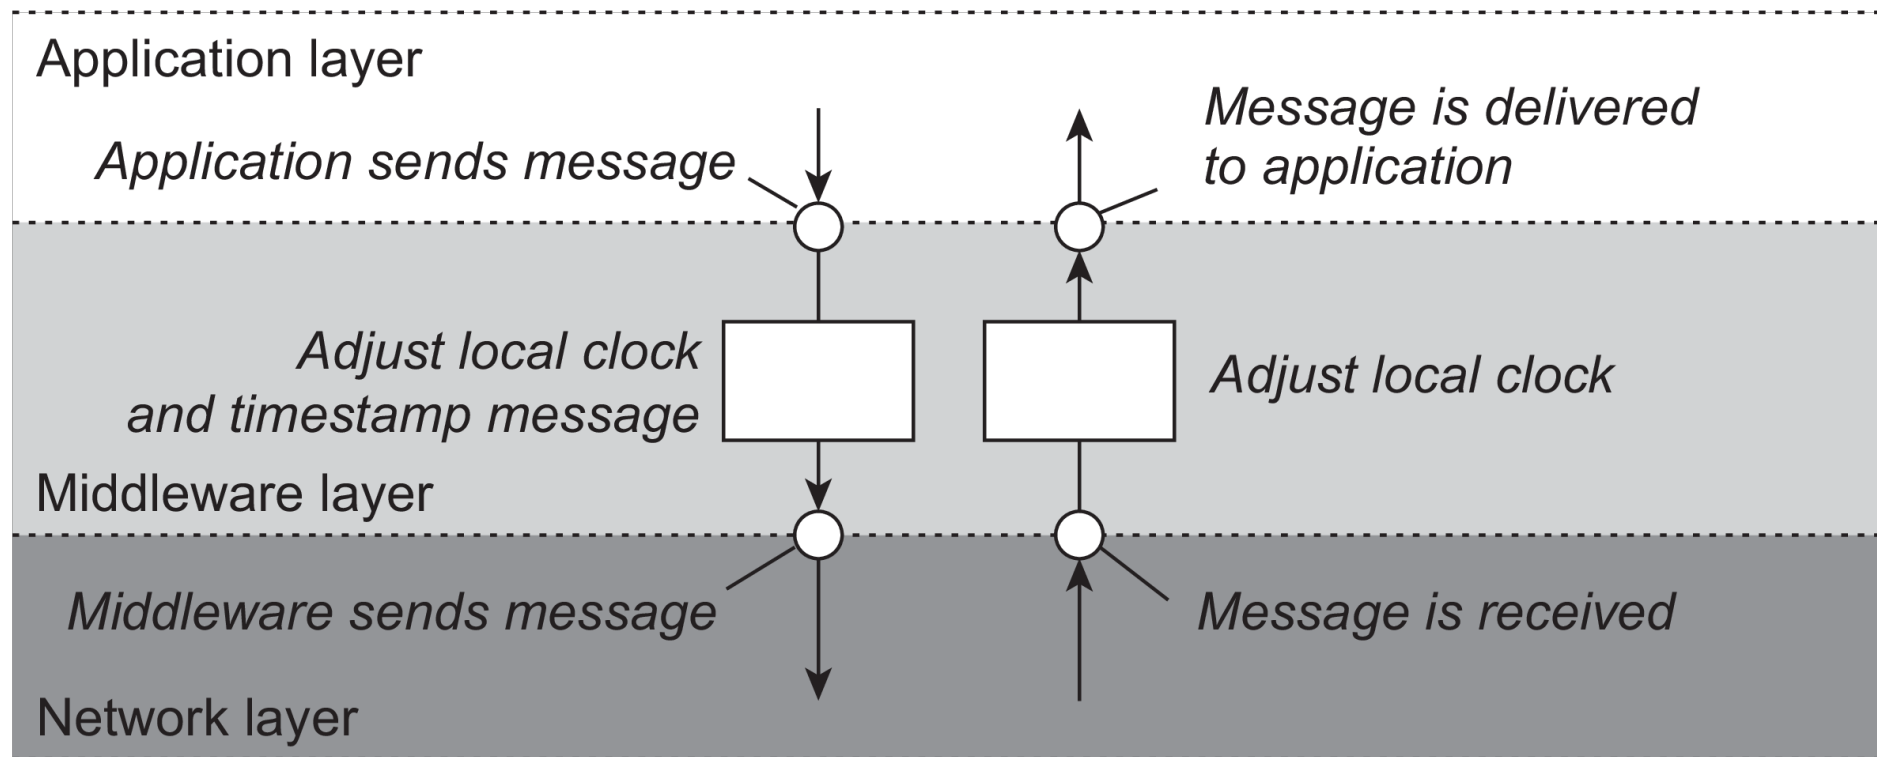 Application layer
Application sends message
Message is delivered
to application
Adjust local clock
and timestamp message
Adjust local clock
Middleware layer
Middleware sends message
Message is received
Network layer